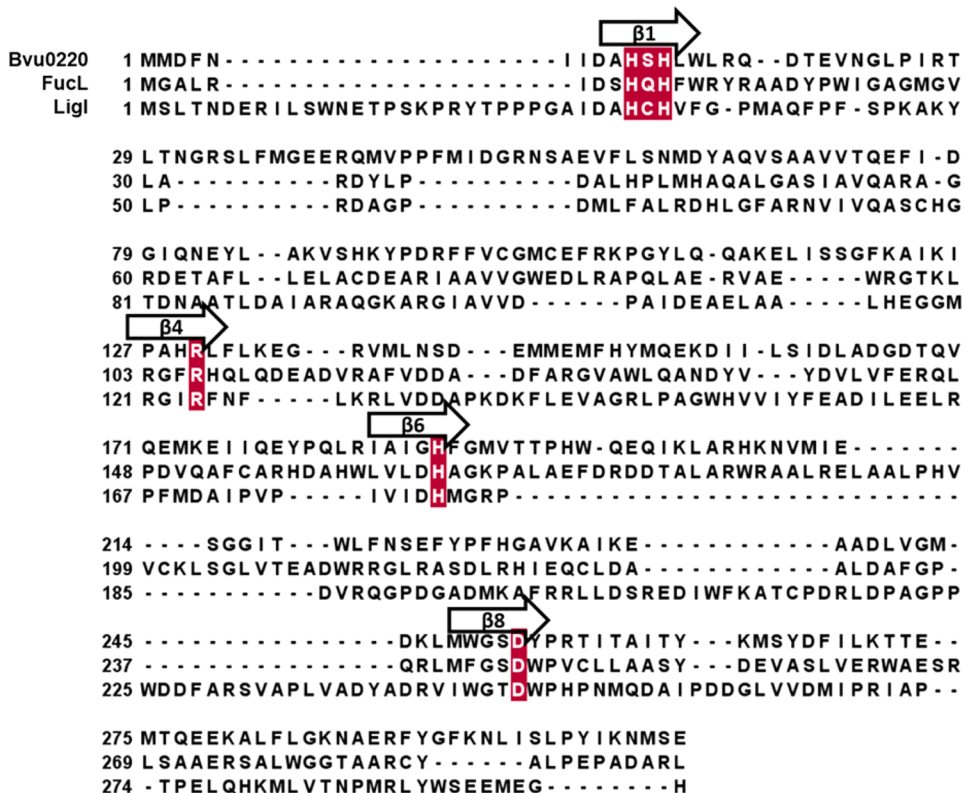 β1
Bvu0220 1 MMDFN----------------------IIDAHSHLWLRQ--DTEVNGLPIRT
FucL 1 MGALR-----------------------IDSHQHFWRYRAADYPWIGAGMGV
LigI 1 MSLTNDERILSWNETPSKPRYTPPPGAIDAHCHVFG-PMAQFPF-SPKAKY
29 LTNGRSLFMGEERQMVPPFMIDGRNSAEVFLSNMDYAQVSAAVVTQEFI-D
30 LA----------RDYLP----------DALHPLMHAQALGASIAVQARA-G
50 LP----------RDAGP----------DMLFALRDHLGFARNVIVQASCHG
79 GIQNEYL--AKVSHKYPDRFFVCGMCEFRKPGYLQ-QAKELISSGFKAIKI
60 RDETAFL--LELACDEARIAAVVGWEDLRAPQLAE-RVAE-----WRGTKL
81 TDNAATLDAIARAQGKARGIAVVD------PAIDEAELAA-----LHEGGM
β4
127 PAHRLFLKEG---RVMLNSD---EMMEMFHYMQEKDII-LSIDLADGDTQV
103 RGFRHQLQDEADVRAFVDDA---DFARGVAWLQANDYV---YDVLVFERQL
121 RGIRFNF-----LKRLVDDAPKDKFLEVAGRLPAGWHVVIYFEADILEELR
β6
171 QEMKEIIQEYPQLRIAIGHFGMVTTPHW-QEQIKLARHKNVMIE-------
148 PDVQAFCARHDAHWLVLDHAGKPALAEFDRDDTALARWRAALRELAALPHV
167 PFMDAIPVP-----IVIDHMGRP----------------------------
214 ----SGGIT---WLFNSEFYPFHGAVKAIKE-----------AADLVGM-
199 VCKLSGLVTEADWRRGLRASDLRHIEQCLDA-----------ALDAFGP-
185 -----------DVRQGPDGADMKAFRRLLDSREDIWFKATCPDRLDPAGPP
β8
245 ----------------DKLMWGSDYPRTITAITY---KMSYDFILKTTE--
237 ----------------QRLMFGSDWPVCLLAASY---DEVASLVERWAESR
225 WDDFARSVAPLVADYADRVIWGTDWPHPNMQDAIPDDGLVVDMIPRIAP--
275 MTQEEKALFLGKNAERFYGFKNLISLPYIKNMSE
269 LSAAERSALWGGTAARCY------ALPEPADARL
274 -TPELQHKMLVTNPMRLYWSEEMEG--------H